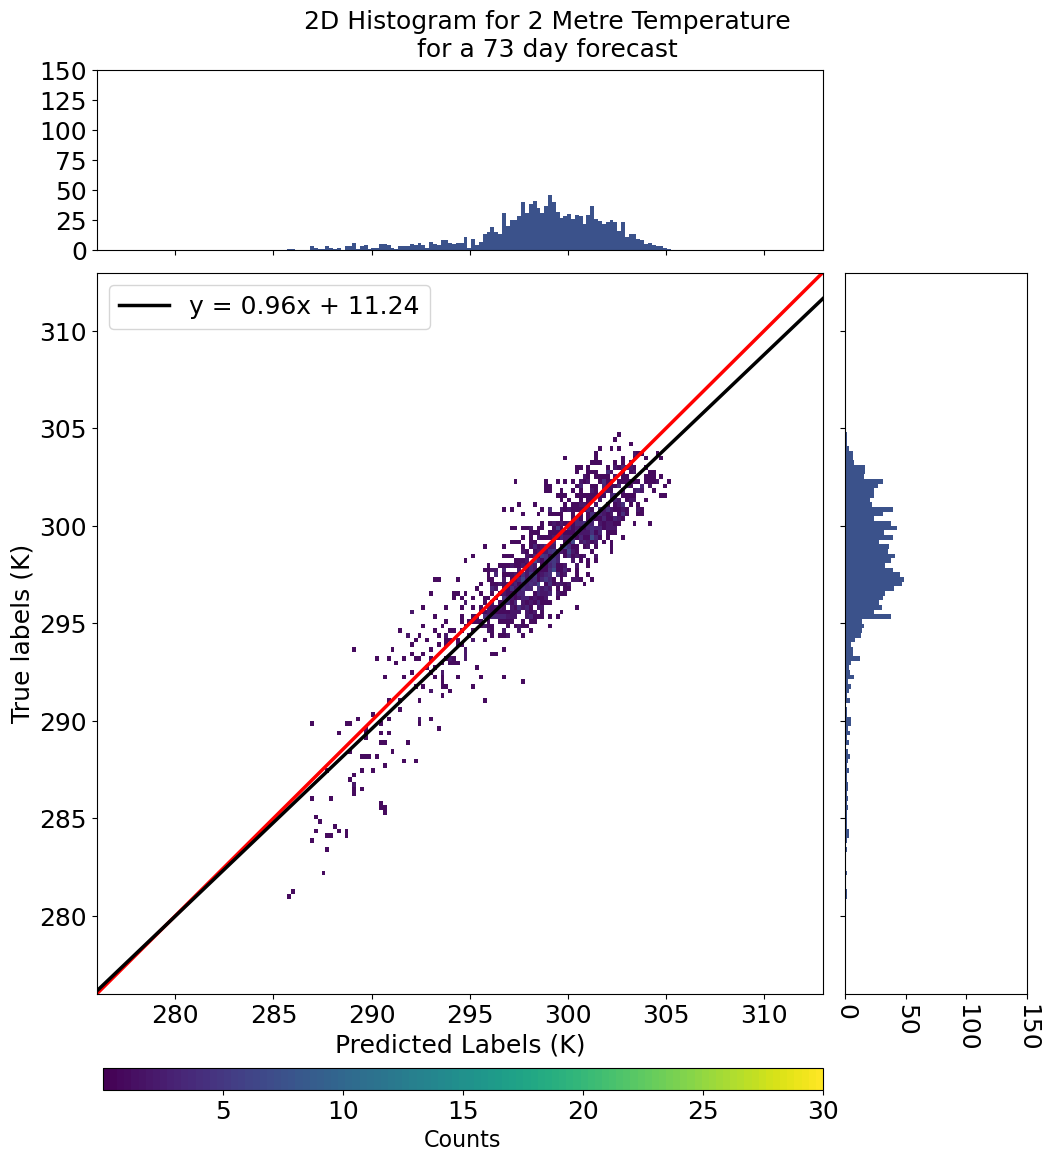 2D Histogram for 2 Metre Temperature
for a 73 day forecast
150
125
100
75
50
25
0
y = 0.96x + 11.24
310
305
300
295
290
285
280
True labels (K)
280 285 290 295 300 305 310
Predicted Labels (K)
0 50 100 150
5 10 15 20 25 30
Counts